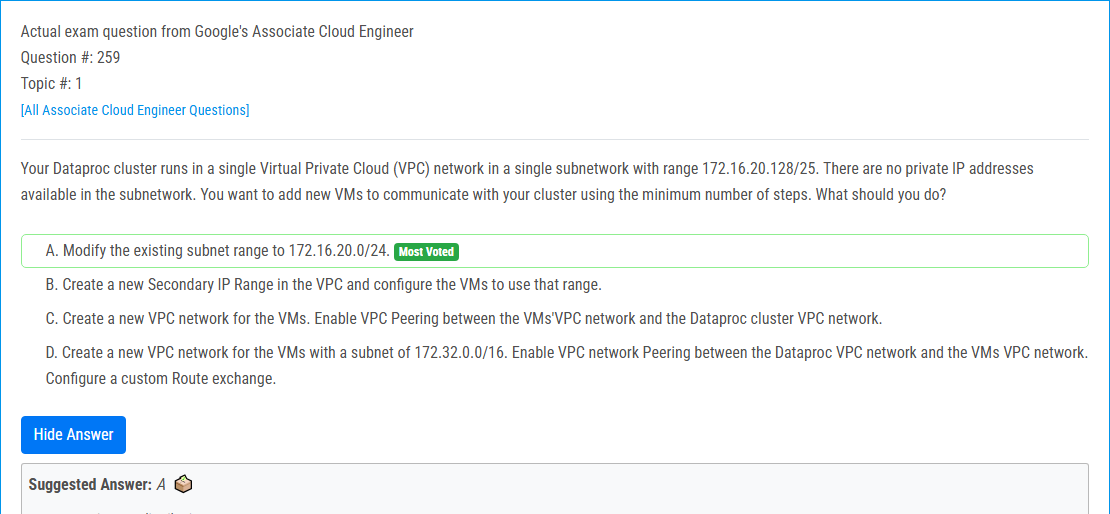 Actual exam question from Google's Associate Cloud Engineer
Question #: 259
Topic #: 1
[All Associate Cloud Engineer Questions]
Your Dataproc cluster runs in a single Virtual Private Cloud (VPC) network in a single subnetwork with range 172.16.20.128/25. There are no private IP addresses
available in the subnetwork. You want to add new VMs to communicate with your cluster using the minimum number of steps. What should you do?
A. Modify the existing subnet range to 172.16.20.0/24. Most Voted
B. Create a new Secondary IP Range in the VPC and configure the VMs to use that range.
C. Create a new VPC network for the VMs. Enable VPC Peering between the VMs'VPC network and the Dataproc cluster VPC network.
D. Create a new VPC network for the VMs with a subnet of 172.32.0.0/16. Enable VPC network Peering between the Dataproc VPC network and the VMs VPC network.
Configure a custom Route exchange.
Hide Answer
Suggested Answer: A